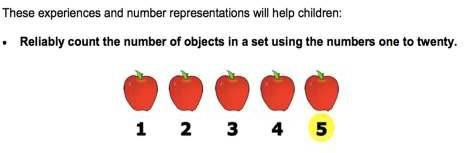 These experiences and number representations will help children:
• Reliably count the number of objects in a set using the numbers one to twenty.
1 2 3 4 5